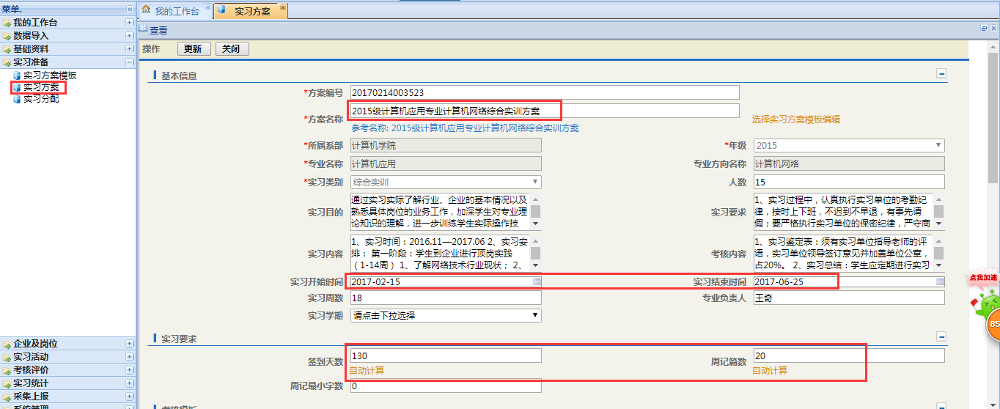 菜单.
我的工作台
数据导入
基础资料
实习准备
实习方案模板
实习方案
实习分配
企业及岗位
实习活动
考核评价
实习统计
采集上报
系统管理
我的工作台
实习方案
查看
操作 更新 关闭
基本信息
*方案编号 20170214003523
*方案名称 2015级计算机应用专业计算机网络综合实训方案
选择实习方案模板编辑
参考名称: 2015级计算机应用专业计算机网络综合实训方案
*所属系部 计算机学院 *年级 2015
*专业名称 计算机应用 专业方向名称 计算机网络
*实习类别 综合实训 人数 15
实习目的
通过实习实际了解行业、企业的基本情况以及
熟悉具体岗位的业务工作，加深学生对专业理
论知识的理解，进一步训练学生实际操作技
实习要求
1、实习过程中，认真执行实习单位的考勤纪
律，按时上下班，不迟到不早退，有事先请
假；要严格执行实习单位的保密纪律，严守商
实习内容
1、实习时间：2016.11—2017.06 2、实习安
排： 第一阶段：学生到企业进行顶岗实践
（1-14周） 1、了解网络技术行业现状； 2、
考核内容
1、实习鉴定表：须有实习单位指导老师的评
语，实习单位领导签订意见并加盖单位公章，
占20%。 2、实习总结：学生应定期进行实习
实习开始时间 2017-02-15 实习结束时间 2017-06-25
实习周数 18 专业负责人 王奇
实习学期 请点击下拉选择
实习要求
签到天数 130 周记篇数 20
自动计算 自动计算
周记最小字数 0
考核模板
点我加速
85